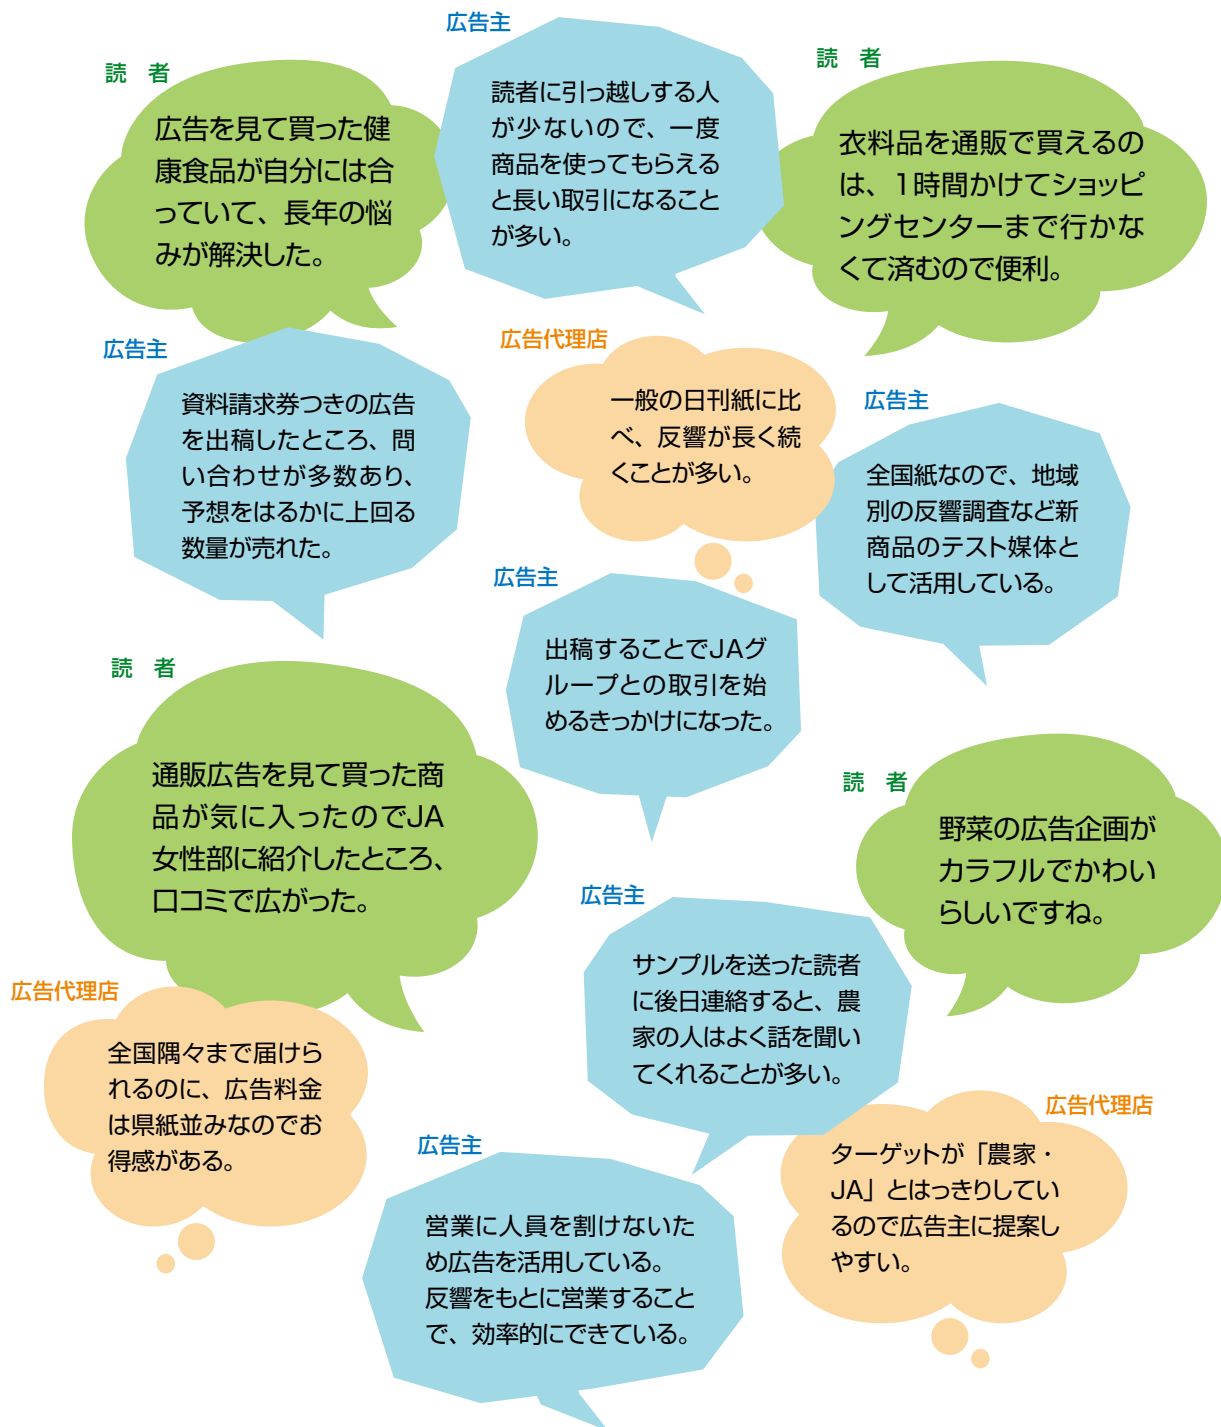 読　者
広告を見て買った健
康食品が自分には合
っていて、長年の悩
みが解決した。
広告主
読者に引っ越しする人
が少ないので、一度
商品を使ってもらえる
と長い取引になること
が多い。
読　者
衣料品を通販で買えるの
は、1時間かけてショッピ
ングセンターまで行かな
くて済むので便利。
広告主
資料請求券つきの広告
を出稿したところ、問
い合わせが多数あり、
予想をはるかに上回る
数量が売れた。
広告代理店
一般の日刊紙に比
べ、反響が長く続
くことが多い。
広告主
全国紙なので、地域
別の反響調査など新
商品のテスト媒体と
して活用している。
広告主
出稿することでJAグ
ループとの取引を始
めるきっかけになった。
読　者
通販広告を見て買った商
品が気に入ったのでJA
女性部に紹介したところ、
口コミで広がった。
読　者
野菜の広告企画が
カラフルでかわい
らしいですね。
広告主
サンプルを送った読者
に後日連絡すると、農
家の人はよく話を聞い
てくれることが多い。
広告代理店
全国隅々まで届けら
れるのに、広告料金
は県紙並みなのでお
得感がある。
広告代理店
ターゲットが「農家・
JA」とはっきりしてい
るので広告主に提案し
やすい。
広告主
営業に人員を割けないた
め広告を活用している。
反響をもとに営業すること
で、効率的にできている。